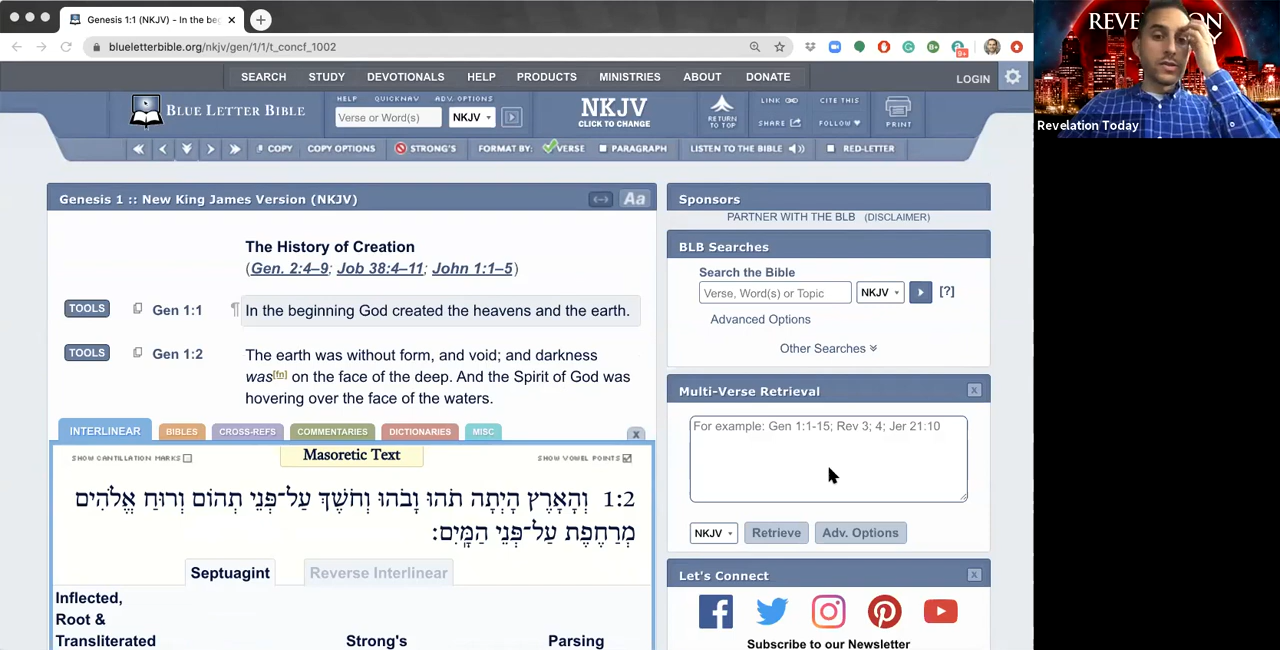 Genesis 1:1 (NKJV) - In the beg
blueletterbible.org/nkjv/gen/1/1/t_conf_1002
9+
SEARCH STUDY DEVOTIONALS HELP PRODUCTS MINISTRIES ABOUT DONATE
LOGIN
BLUE LETTER BIBLE
HELP QUICKNAV ADV. OPTIONS
Verse or Word(s) NKJV
NKJV
CLICK TO CHANGE
RETURN
TO TOP
LINK CITE THIS
SHARE FOLLOW
PRINT
COPY COPY OPTIONS STRONG'S FORMAT BY: VERSE PARAGRAPH LISTEN TO THE BIBLE RED-LETTER
Genesis 1 :: New King James Version (NKJV)
Aa
The History of Creation
(Gen. 2:4–9; Job 38:4–11; John 1:1–5)
TOOLS Gen 1:1 ¶ In the beginning God created the heavens and the earth.
TOOLS Gen 1:2 The earth was without form, and void; and darkness
was[fn] on the face of the deep. And the Spirit of God was
hovering over the face of the waters.
INTERLINEAR BIBLES CROSS-REFS COMMENTARIES DICTIONARIES MISC X
SHOW CANTILLATION MARKS Masoretic Text SHOW VOWEL POINTS
1:2 וְהָאָרֶץ הָיְתָה תֹהוּ וָבֹהוּ וְחֹשֶׁךְ עַל־פְּנֵי תְהוֹם וְרוּחַ אֱלֹהִים
מְרַחֶפֶת עַל־פְּנֵי הַמָּיִם׃
Septuagint Reverse Interlinear
Inflected,
Root &
Transliterated Strong's Parsing
Sponsors
PARTNER WITH THE BLB (DISCLAIMER)
BLB Searches
Search the Bible
Verse, Word(s) or Topic NKJV [?]
Advanced Options
Other Searches
Multi-Verse Retrieval X
For example: Gen 1:1-15; Rev 3; 4; Jer 21:10
NKJV Retrieve Adv. Options
Let's Connect X
Subscribe to our Newsletter
REVELATION
Revelation Today